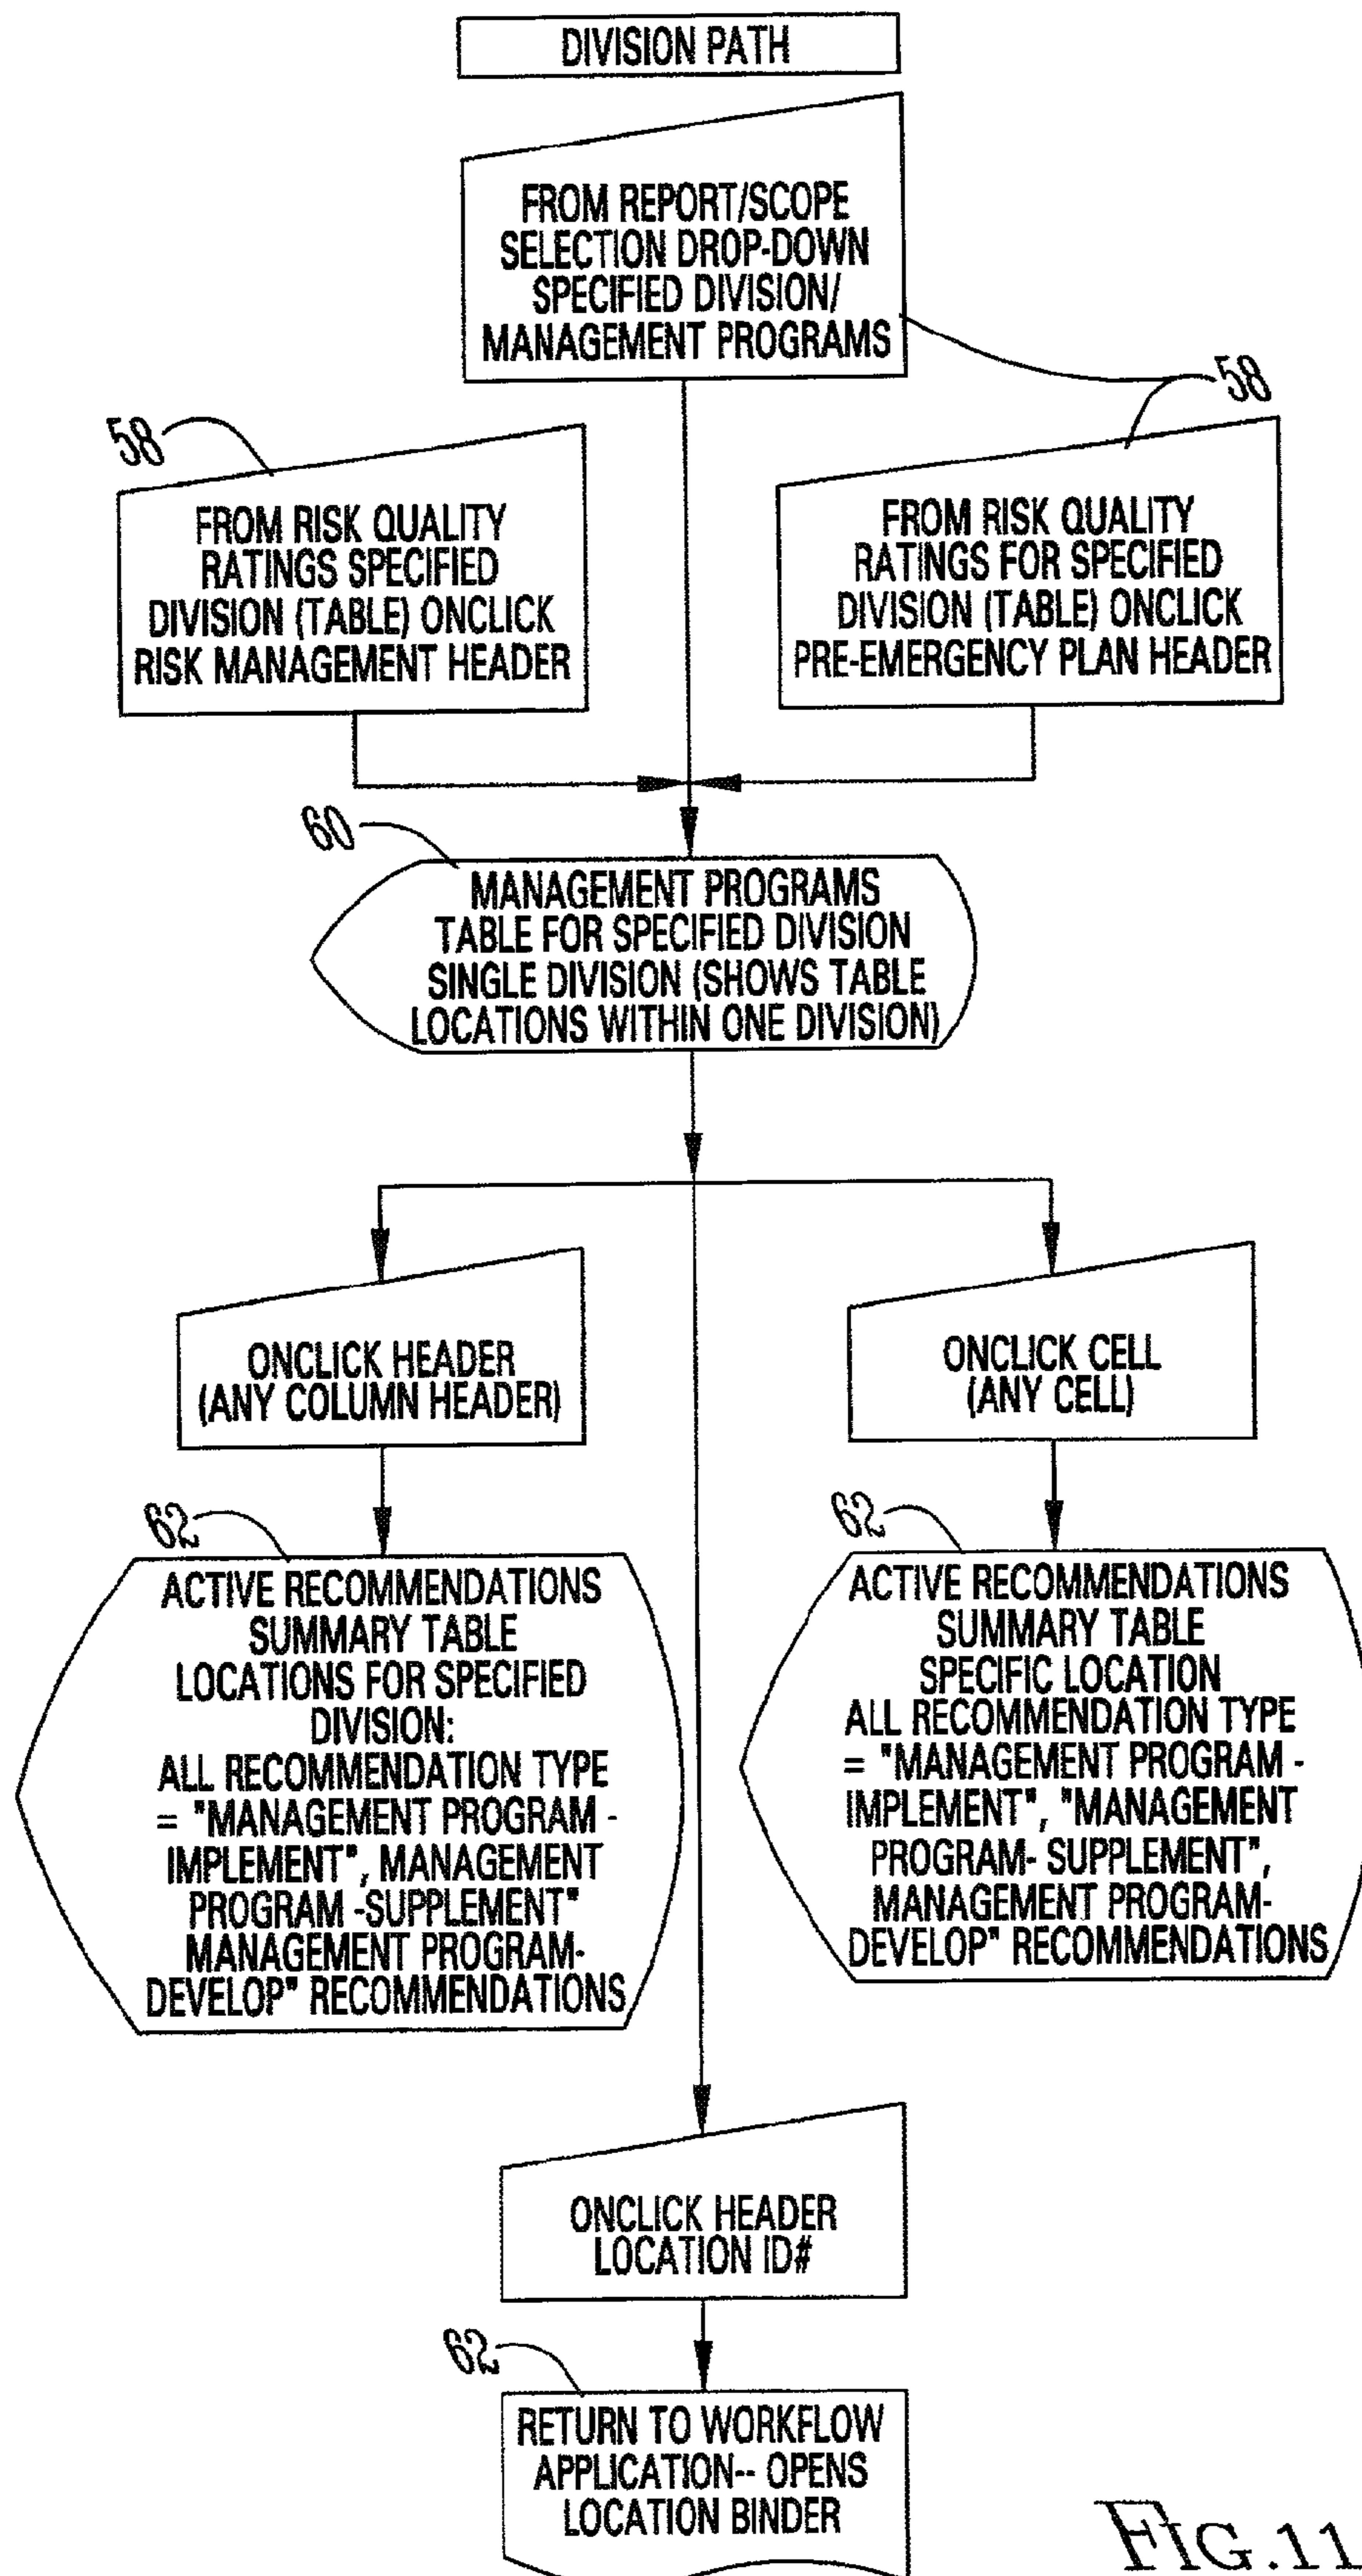 DIVISION PATH
FROM REPORT/SCOPE
SELECTION DROP-DOWN
SPECIFIED DIVISION/
MANAGEMENT PROGRAMS
58
58
FROM RISK QUALITY
RATINGS SPECIFIED
DIVISION (TABLE) ONCLICK
RISK MANAGEMENT HEADER
FROM RISK QUALITY
RATINGS FOR SPECIFIED
DIVISION (TABLE) ONCLICK
PRE-EMERGENCY PLAN HEADER
60
MANAGEMENT PROGRAMS
TABLE FOR SPECIFIED DIVISION
SINGLE DIVISION (SHOWS TABLE
LOCATIONS WITHIN ONE DIVISION)
ONCLICK HEADER
(ANY COLUMN HEADER)
ONCLICK CELL
(ANY CELL)
62
ACTIVE RECOMMENDATIONS
SUMMARY TABLE
LOCATIONS FOR SPECIFIED
DIVISION:
ALL RECOMMENDATION TYPE
= "MANAGEMENT PROGRAM -
IMPLEMENT", MANAGEMENT
PROGRAM -SUPPLEMENT"
MANAGEMENT PROGRAM-
DEVELOP" RECOMMENDATIONS
62
ACTIVE RECOMMENDATIONS
SUMMARY TABLE
SPECIFIC LOCATION
ALL RECOMMENDATION TYPE
= "MANAGEMENT PROGRAM -
IMPLEMENT", "MANAGEMENT
PROGRAM- SUPPLEMENT",
MANAGEMENT PROGRAM-
DEVELOP" RECOMMENDATIONS
ONCLICK HEADER
LOCATION ID#
62
RETURN TO WORKFLOW
APPLICATION-- OPENS
LOCATION BINDER
FIG.11